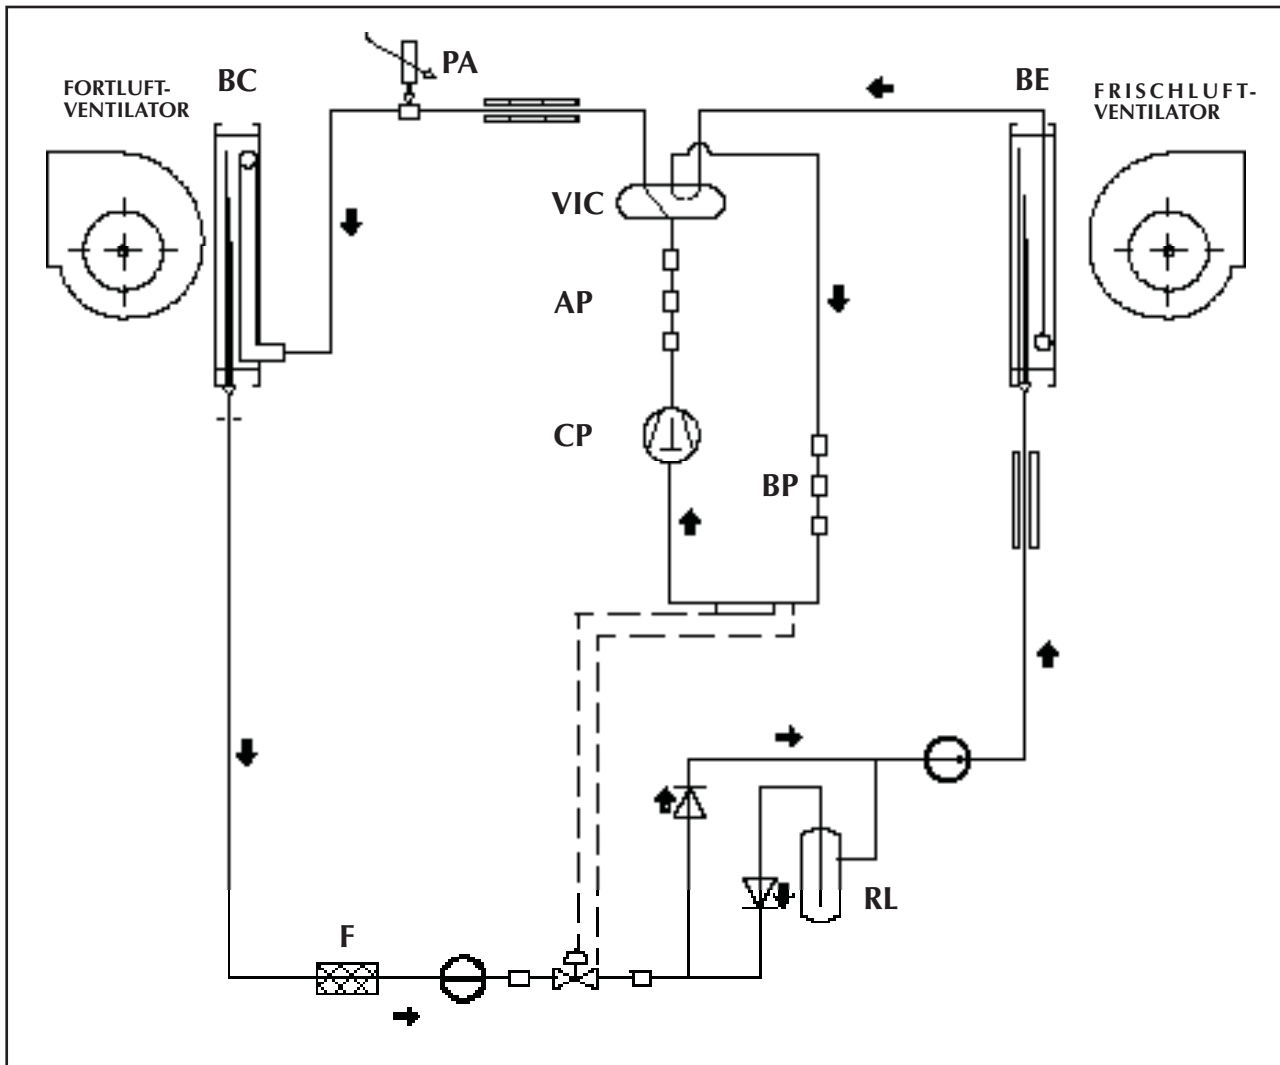 PA
FORTLUFT-
VENTILATOR
BC
BE
FRISCHLUFT-
VENTILATOR
VIC
AP
CP
BP
RL
F